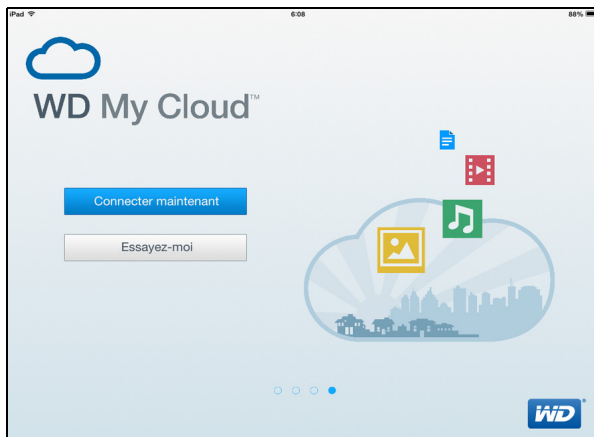 iPad 6:08 88%
WD My Cloud™
Connecter maintenant
Essayez-moi
WD®